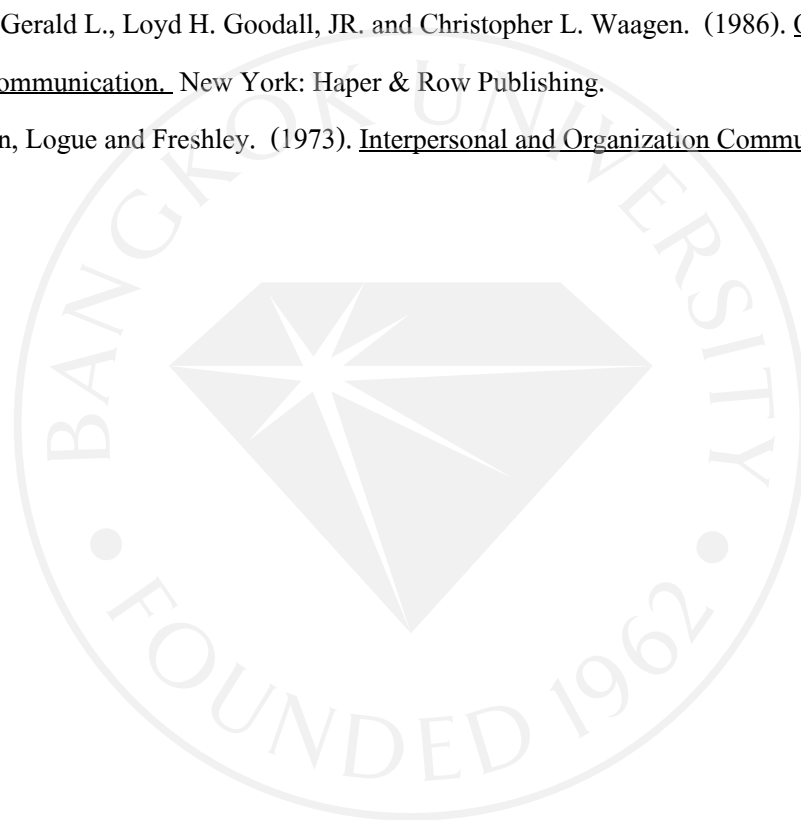 Gerald L., Loyd H. Goodall, JR. and Christopher L. Waagen. (1986).
ommunication. New York: Haper & Row Publishing.
n, Logue and Freshley. (1973). Interpersonal and Organization Commu
BANGKOK UNIVERSITY
FOUNDED 1962